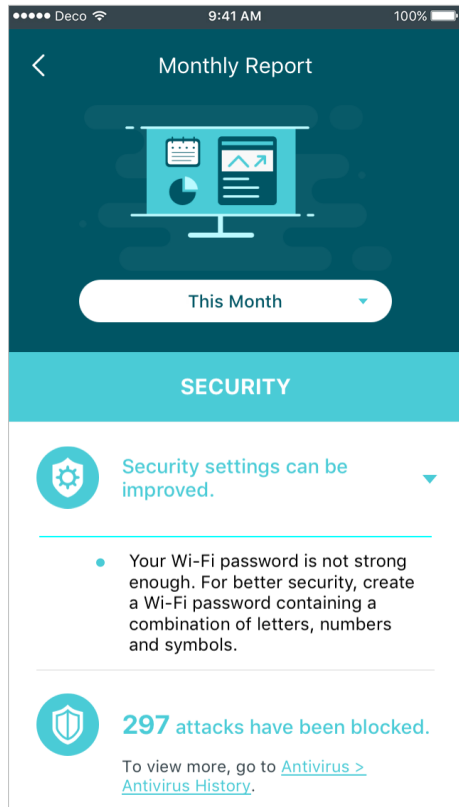 Deco 9:41 AM 100%
Monthly Report
This Month
SECURITY
Security settings can be
improved.
Your Wi-Fi password is not strong
enough. For better security, create
a Wi-Fi password containing a
combination of letters, numbers
and symbols.
297 attacks have been blocked.
To view more, go to Antivirus >
Antivirus History.